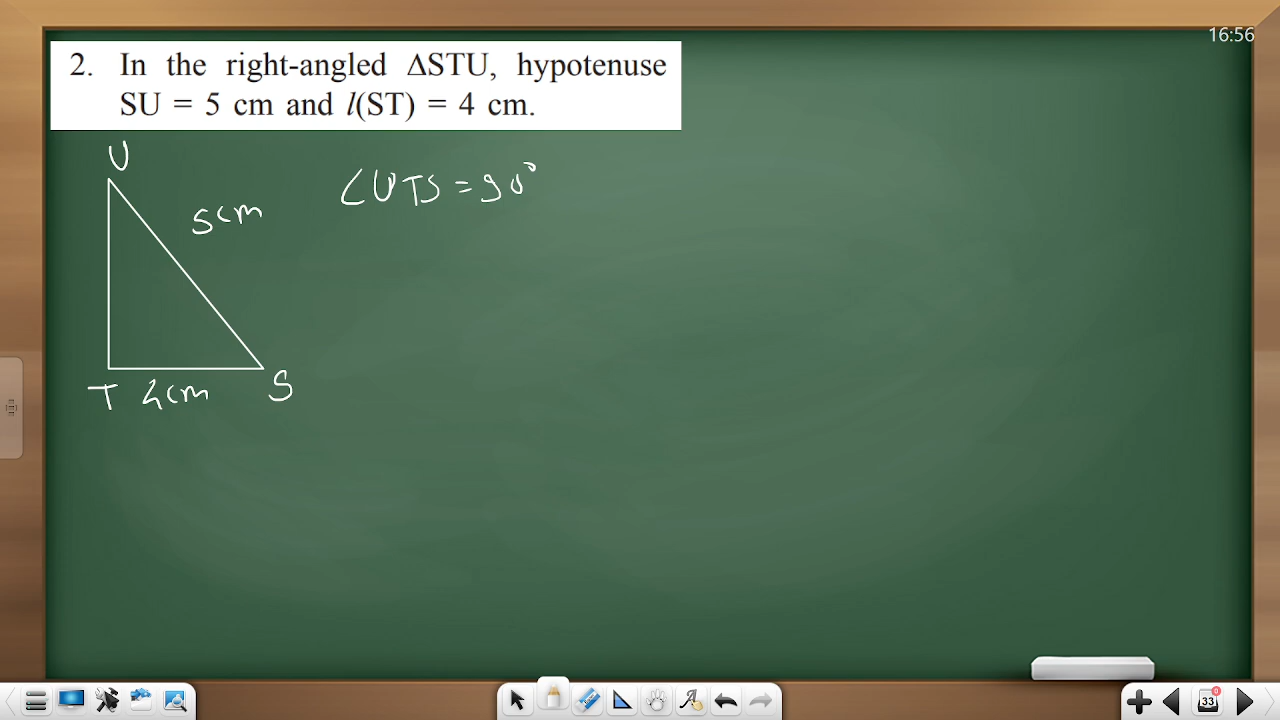 16:56
2. In the right-angled ΔSTU, hypotenuse
SU = 5 cm and l(ST) = 4 cm.
U
∠UTS = 90°
5cm
T 4cm S
33
0